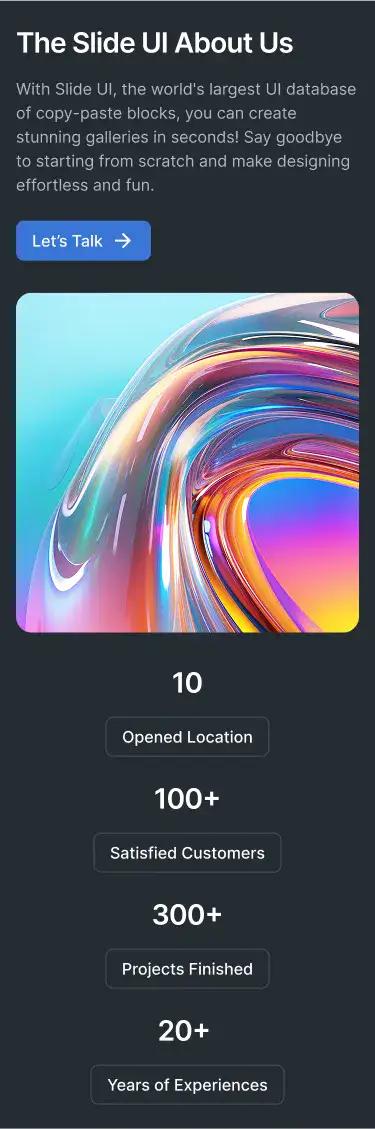 The Slide UI About Us
With Slide UI, the world's largest UI database
of copy-paste blocks, you can create
stunning galleries in seconds! Say goodbye
to starting from scratch and make designing
effortless and fun.
Let’s Talk
10
Opened Location
100+
Satisfied Customers
300+
Projects Finished
20+
Years of Experiences